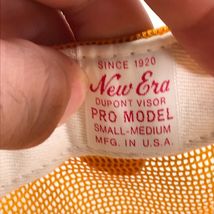 SINCE 1920
New Era
DUPONT VISOR
PRO MODEL
SMALL-MEDIUM
MFG. IN U.S.A.